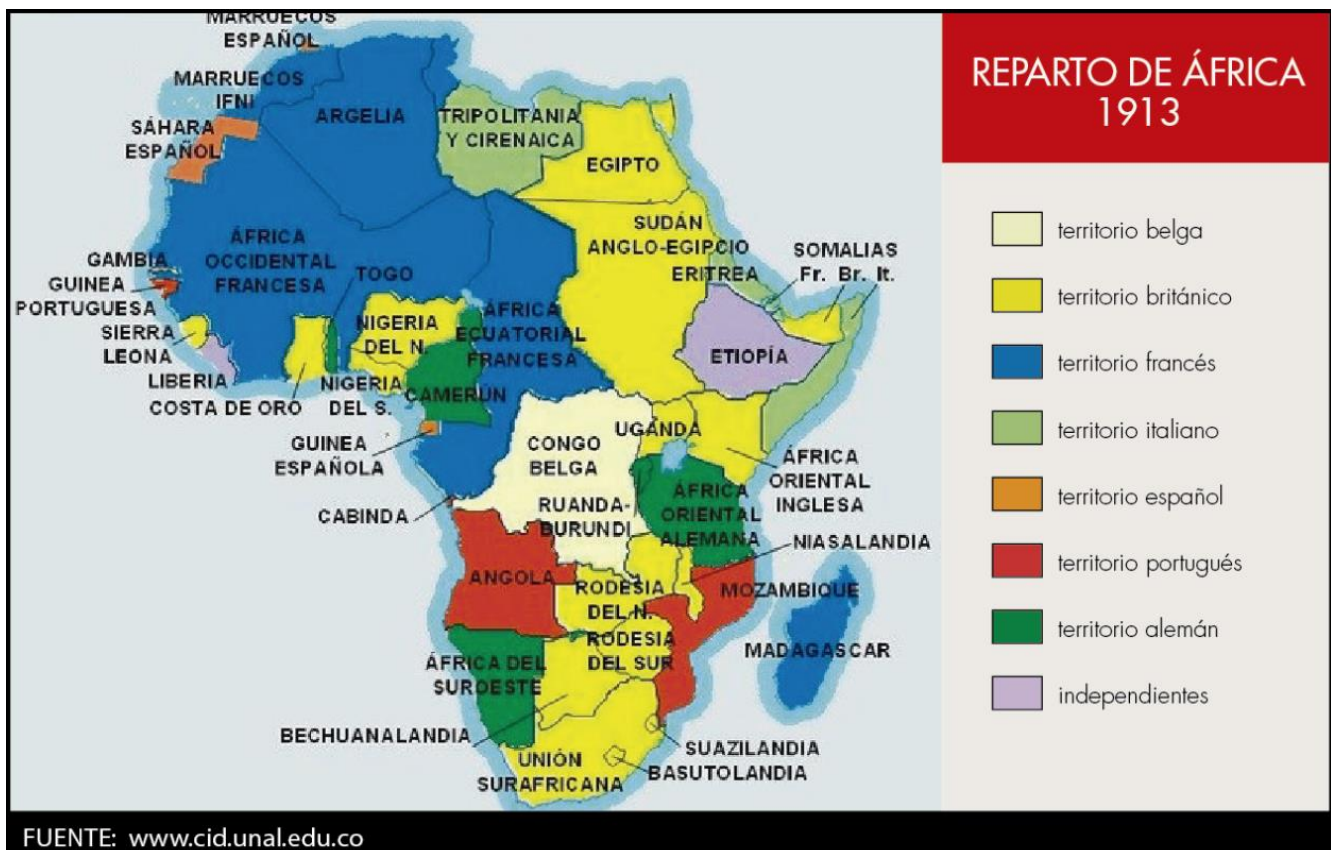 MARRUECOS
ESPAÑOL
MARRUECOS
IFNI
SÁHARA
ESPAÑOL
ARGELIA
TRIPOLITANIA
Y CIRENAICA
EGIPTO
SUDÁN
ANGLO-EGIPCIO
ERITREA
SOMALIAS
Fr. Br. It.
ÁFRICA
OCCIDENTAL
FRANCESA
GAMBIA
GUINEA
PORTUGUESA
SIERRA
LEONA
LIBERIA
COSTA DE ORO
TOGO
NIGERIA
DEL N.
NIGERIA
DEL S.
ÁFRICA
ECUATORIAL
FRANCESA
CAMERÚN
ETIOPÍA
GUINEA
ESPAÑOLA
CABINDA
CONGO
BELGA
UGANDA
RUANDA-
BURUNDI
ÁFRICA
ORIENTAL
INGLESA
ÁFRICA
ORIENTAL
ALEMANA
NIASALANDIA
ANGOLA
RODESIA
DEL N.
MOZAMBIQUE
RODESIA
DEL SUR
MADAGASCAR
ÁFRICA DEL
SUROESTE
BECHUANALANDIA
UNIÓN
SURAFRICANA
SUAZILANDIA
BASUTOLANDIA
REPARTO DE ÁFRICA
1913
territorio belga
territorio británico
territorio francés
territorio italiano
territorio español
territorio portugués
territorio alemán
independientes
FUENTE: www.cid.unal.edu.co